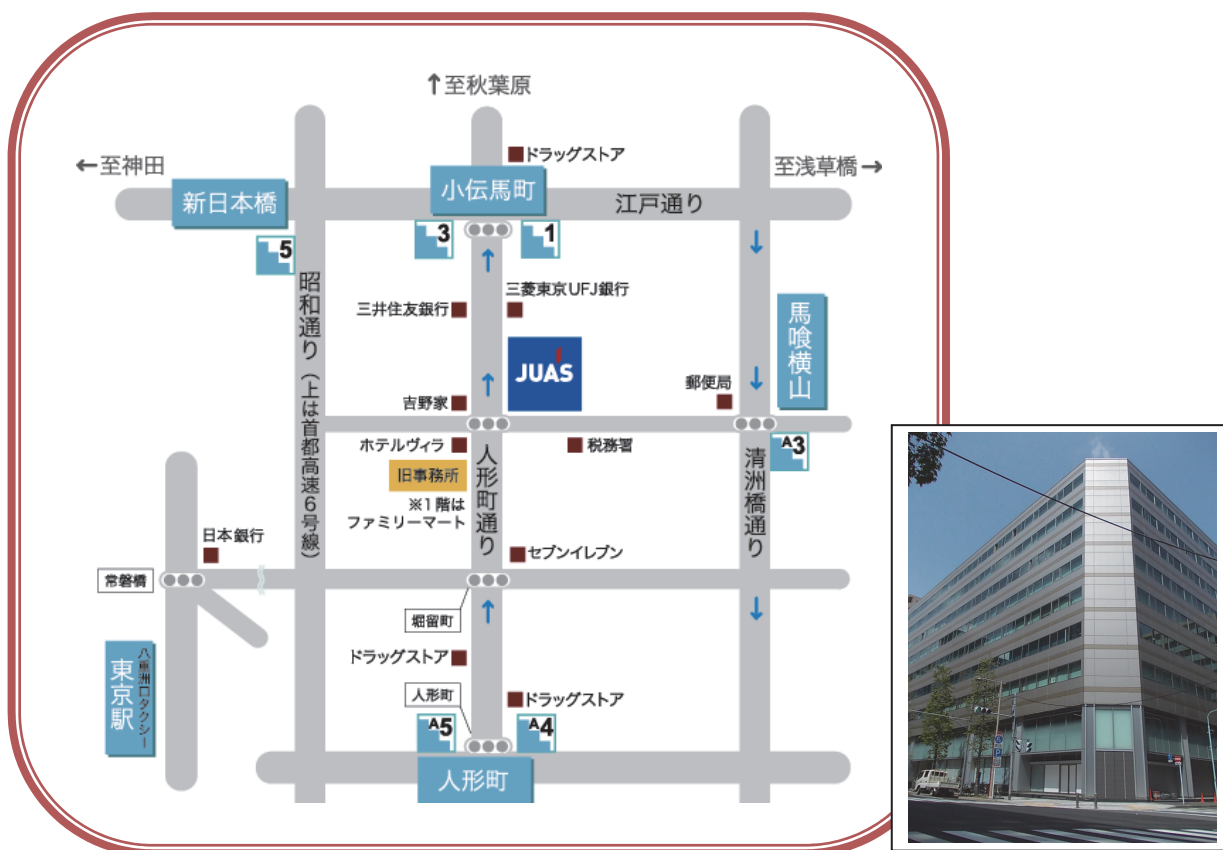 ↑至秋葉原
←至神田
ドラッグストア
至浅草橋→
新日本橋
小伝馬町
江戸通り
5
3
1
昭和通り（上は首都高速6号線）
三井住友銀行
三菱東京UFJ銀行
馬喰横山
JUAS
郵便局
吉野家
ホテルヴィラ
税務署
A3
旧事務所
※1階は
ファミリーマート
人形町通り
清洲橋通り
日本銀行
セブンイレブン
常磐橋
堀留町
ドラッグストア
東京駅
八重洲口タクシー
人形町
ドラッグストア
A5
A4
人形町